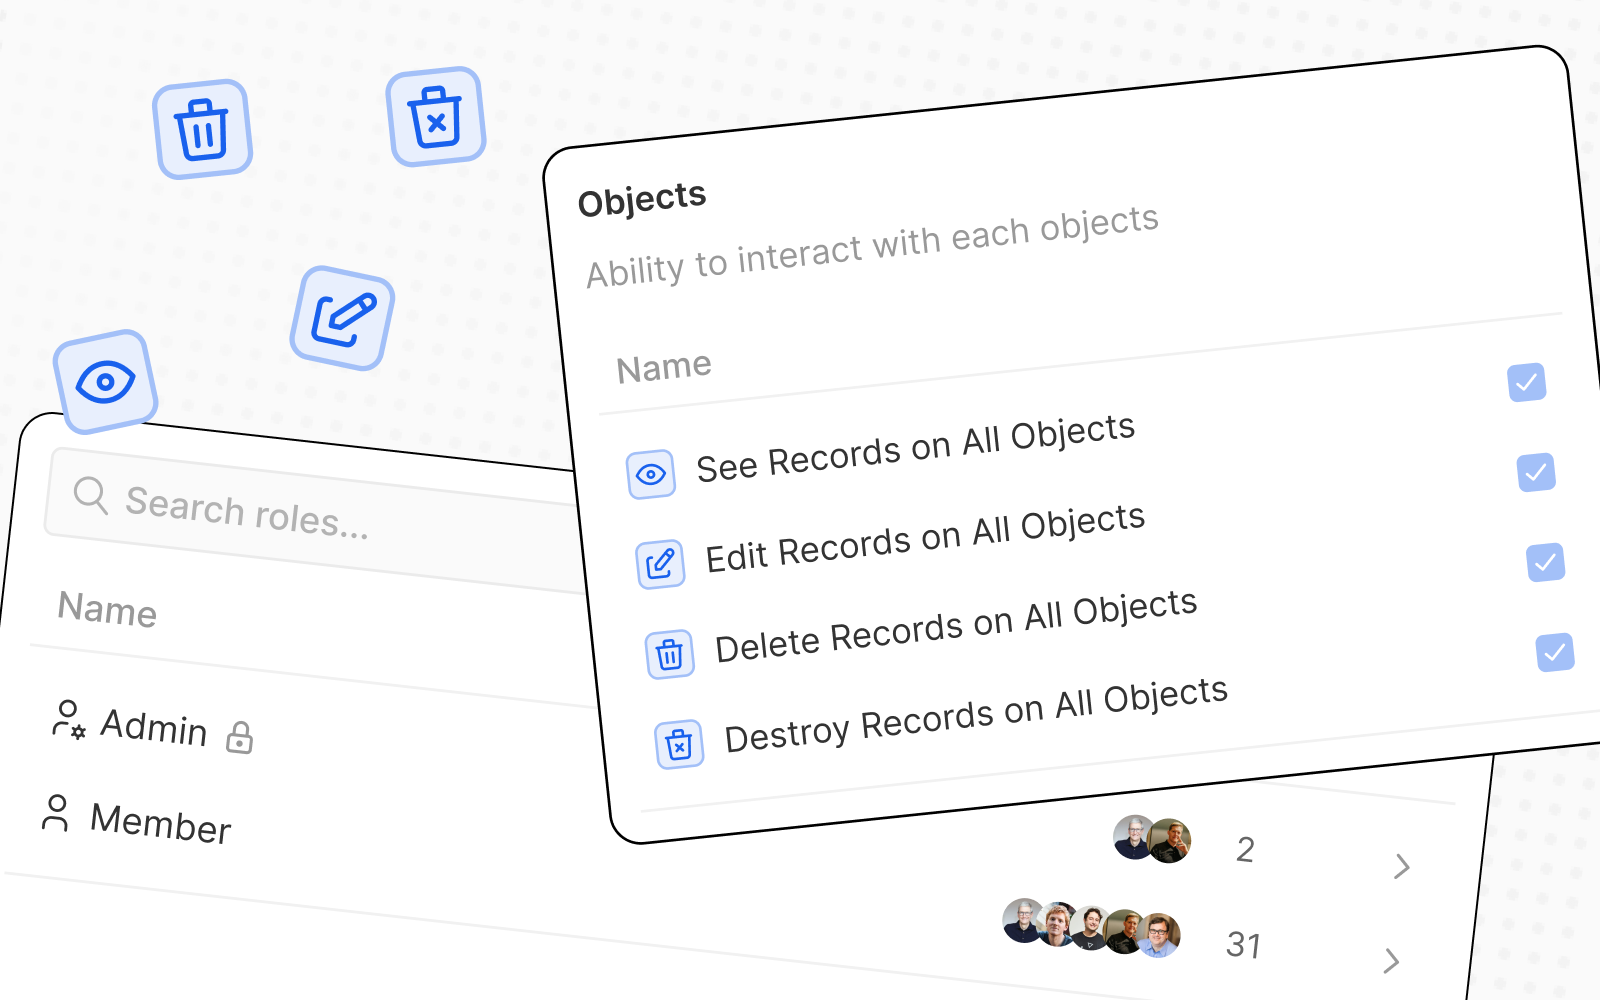 Objects
Ability to interact with each objects
Name
See Records on All Objects
Edit Records on All Objects
Delete Records on All Objects
Destroy Records on All Objects
Search roles...
Name
Admin
2
Member
31